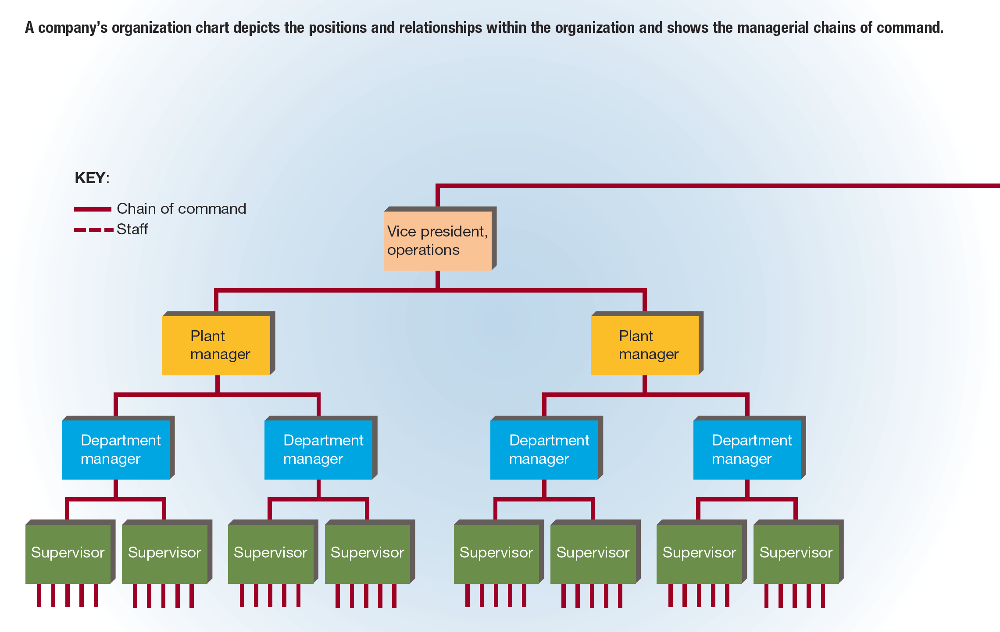 A company’s organization chart depicts the positions and relationships within the organization and shows the managerial chains of command.
KEY:
Chain of command
Staff
Vice president,
operations
Plant
manager
Plant
manager
Department
manager
Department
manager
Department
manager
Department
manager
Supervisor
Supervisor
Supervisor
Supervisor
Supervisor
Supervisor
Supervisor
Supervisor